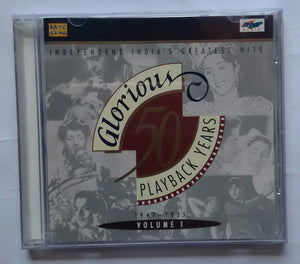 INDEPENDENT INDIA'S GREATEST HITS
Glorious
50
PLAYBACK YEARS
VOLUME 1